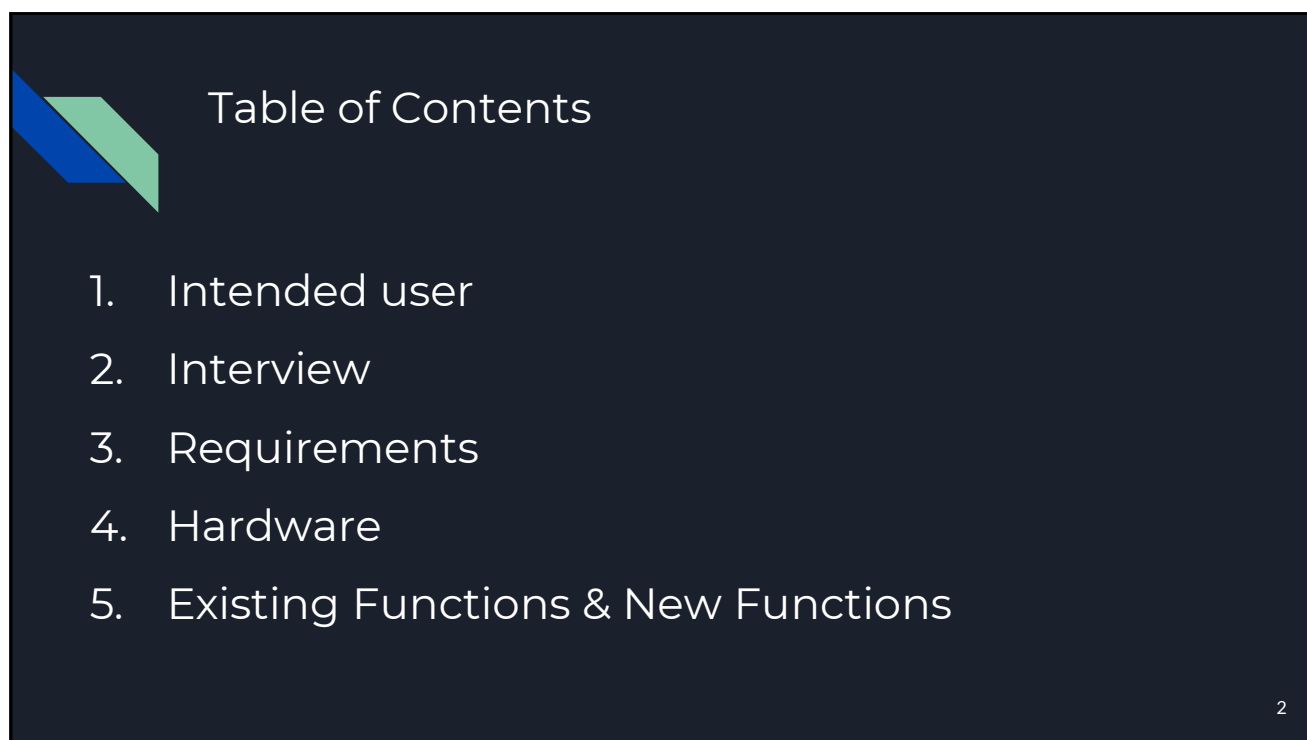 Table of Contents
1. Intended user
2. Interview
3. Requirements
4. Hardware
5. Existing Functions & New Functions
2